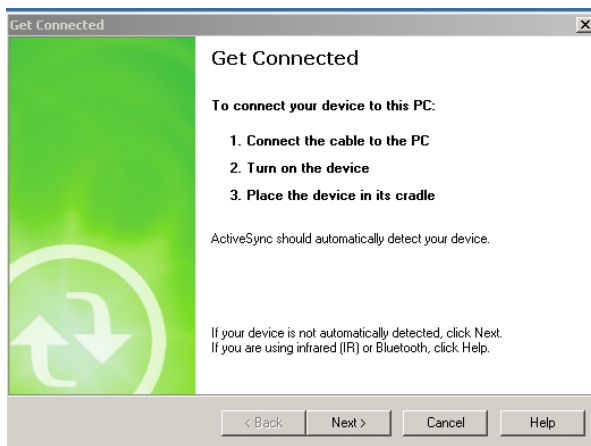 Get Connected
Get Connected
To connect your device to this PC:
1. Connect the cable to the PC
2. Turn on the device
3. Place the device in its cradle
ActiveSync should automatically detect your device.
If your device is not automatically detected, click Next.
If you are using infrared (IR) or Bluetooth, click Help.
< Back Next > Cancel Help